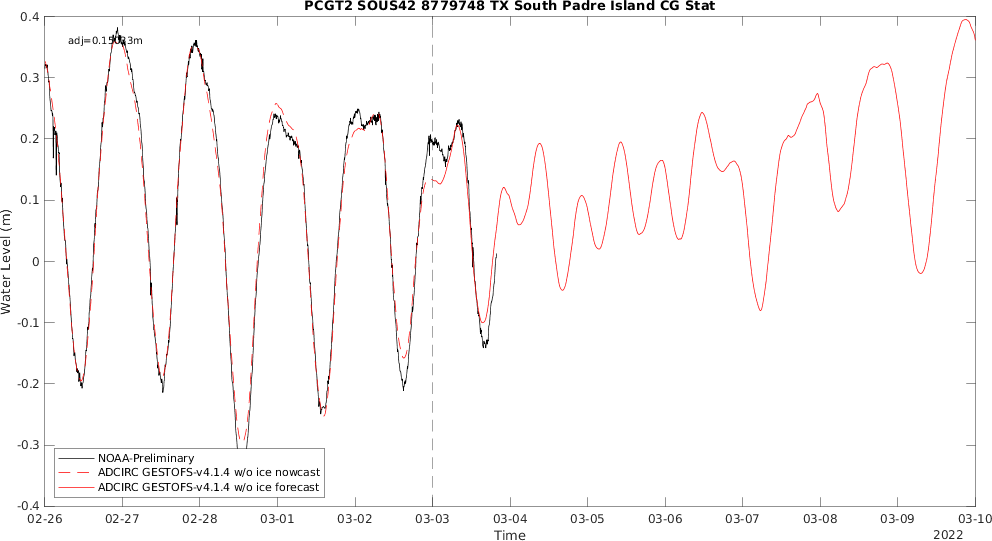 PCGT2 SOUS42 8779748 TX South Padre Island CG Stat
0.4
0.3
0.2
0.1
0
-0.1
-0.2
-0.3
-0.4
Water Level (m)
NOAA-Preliminary
ADCIRC GESTOFS-v4.1.4 w/o ice nowcast
ADCIRC GESTOFS-v4.1.4 w/o ice forecast
02-26 02-27 02-28 03-01 03-02 03-03 03-04 03-05 03-06 03-07 03-08 03-09 03-10
Time
2022